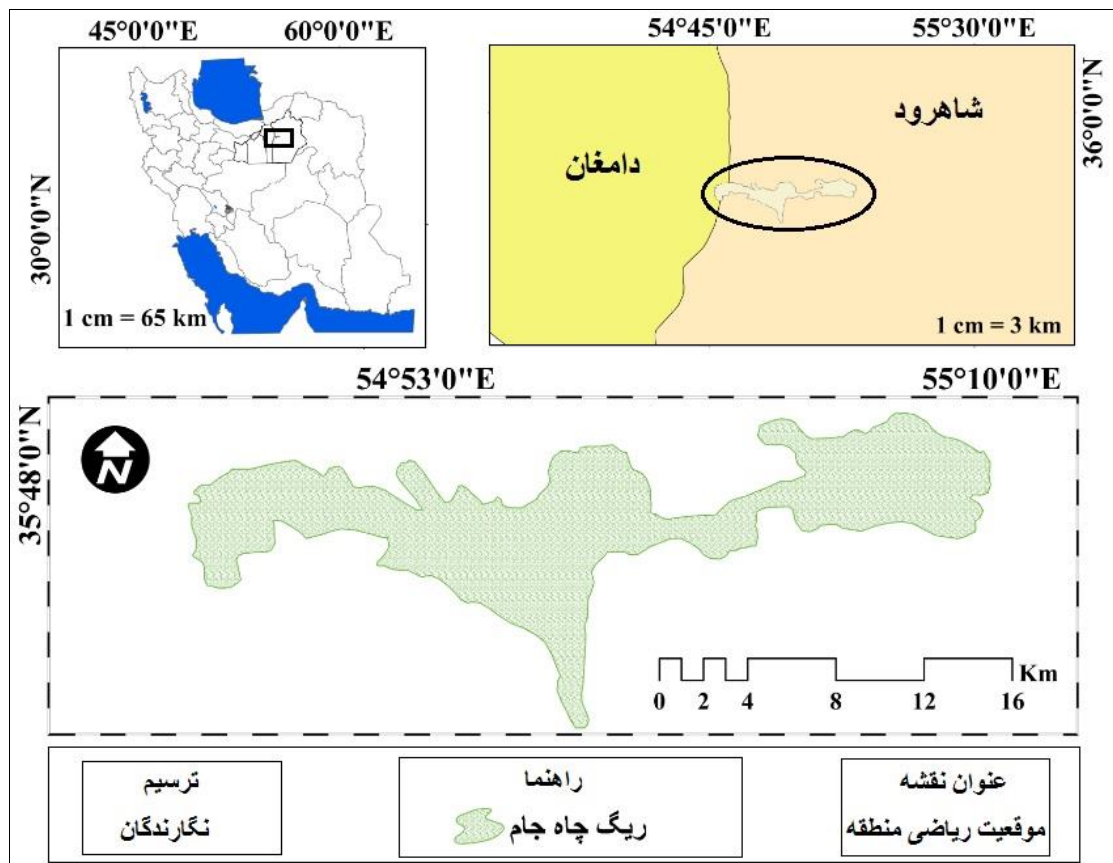 45°0'0"E 60°0'0"E
30°0'0"N
1 cm = 65 km
54°45'0"E 55°30'0"E
36°0'0"N
شاهرود
دامغان
1 cm = 3 km
54°53'0"E 55°10'0"E
35°48'0"N
N
Km
0 2 4 8 12 16
عنوان نقشه
موقعیت ریاضی منطقه
راهنما
ریگ چاه جام
ترسیم
نگارندگان